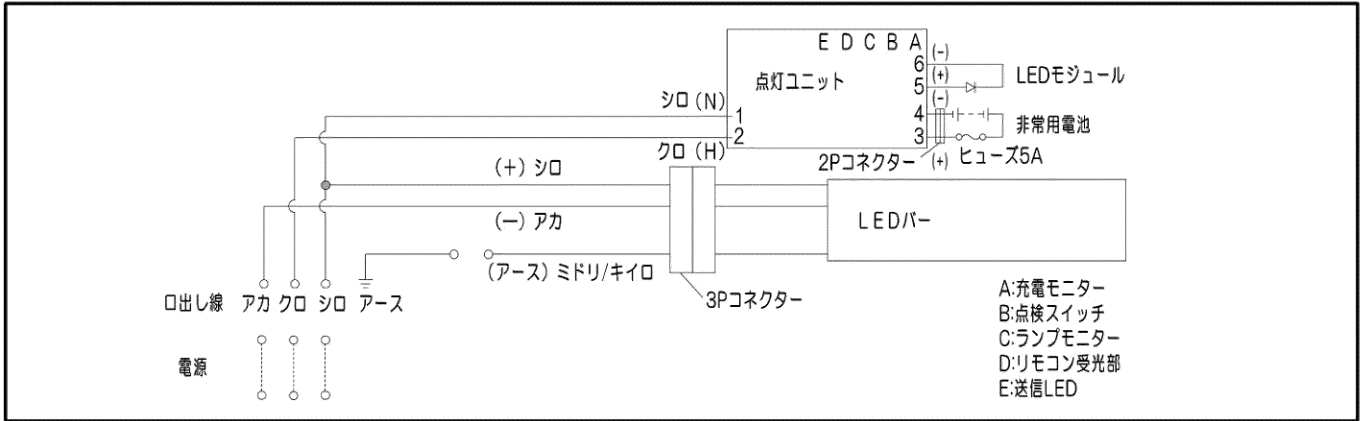 E D C B A
(-)
6
LEDモジュール
(+)
5
点灯ユニット
(-)
シロ (N)
4
1
非常用電池
2
3
クロ (H)
2Pコネクター
(+)
ヒューズ5A
(+) シロ
LEDバー
(-) アカ
(アース) ミドリ/キイロ
3Pコネクター
口出し線 アカ クロ シロ アース
電源
A:充電モニター
B:点検スイッチ
C:ランプモニター
D:リモコン受光部
E:送信LED